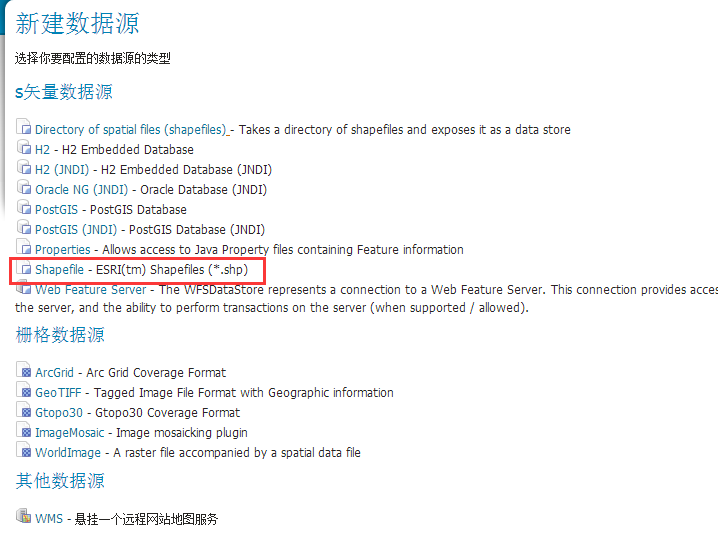 新建数据源
选择你要配置的数据源的类型
s矢量数据源
Directory of spatial files (shapefiles) - Takes a directory of shapefiles and exposes it as a data store
H2 - H2 Embedded Database
H2 (JNDI) - H2 Embedded Database (JNDI)
Oracle NG (JNDI) - Oracle Database (JNDI)
PostGIS - PostGIS Database
PostGIS (JNDI) - PostGIS Database (JNDI)
Properties - Allows access to Java Property files containing Feature information
Shapefile - ESRI(tm) Shapefiles (*.shp)
Web Feature Server - The WFSDataStore represents a connection to a Web Feature Server. This connection provides acce
the server, and the ability to perform transactions on the server (when supported / allowed).
栅格数据源
ArcGrid - Arc Grid Coverage Format
GeoTIFF - Tagged Image File Format with Geographic information
Gtopo30 - Gtopo30 Coverage Format
ImageMosaic - Image mosaicking plugin
WorldImage - A raster file accompanied by a spatial data file
其他数据源
WMS - 悬挂一个远程网站地图服务